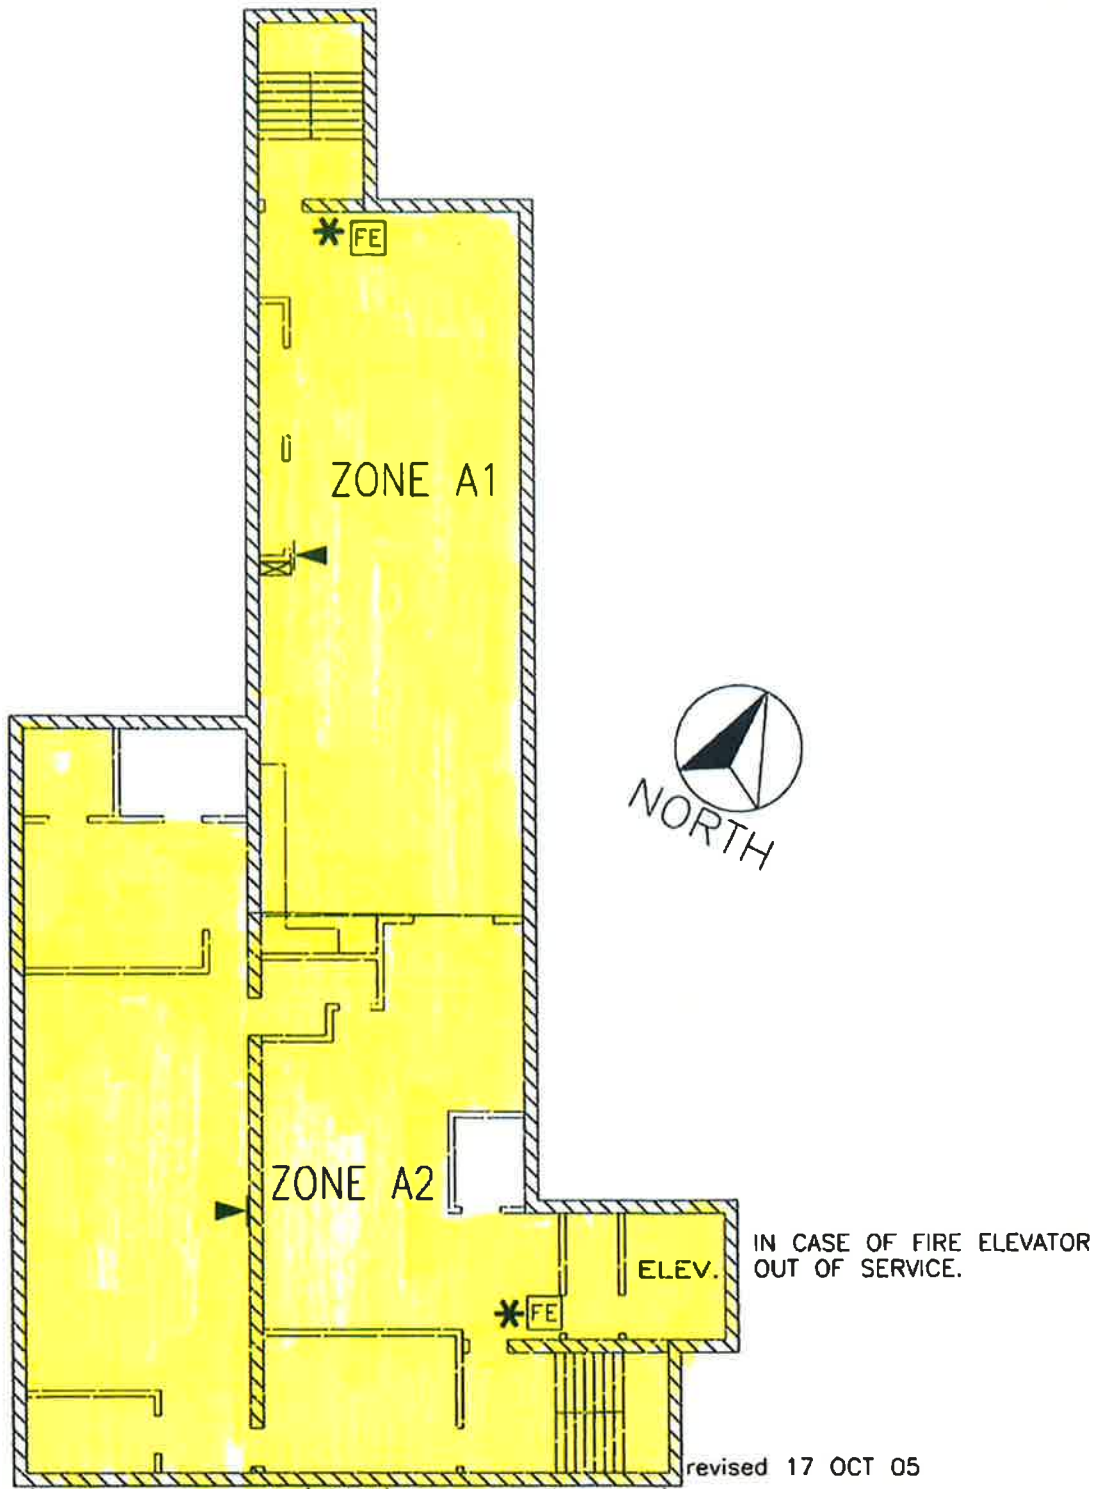 FE
ZONE A1
NORTH
ZONE A2
ELEV.
IN CASE OF FIRE ELEVATOR
OUT OF SERVICE.
FE
revised 17 OCT 05